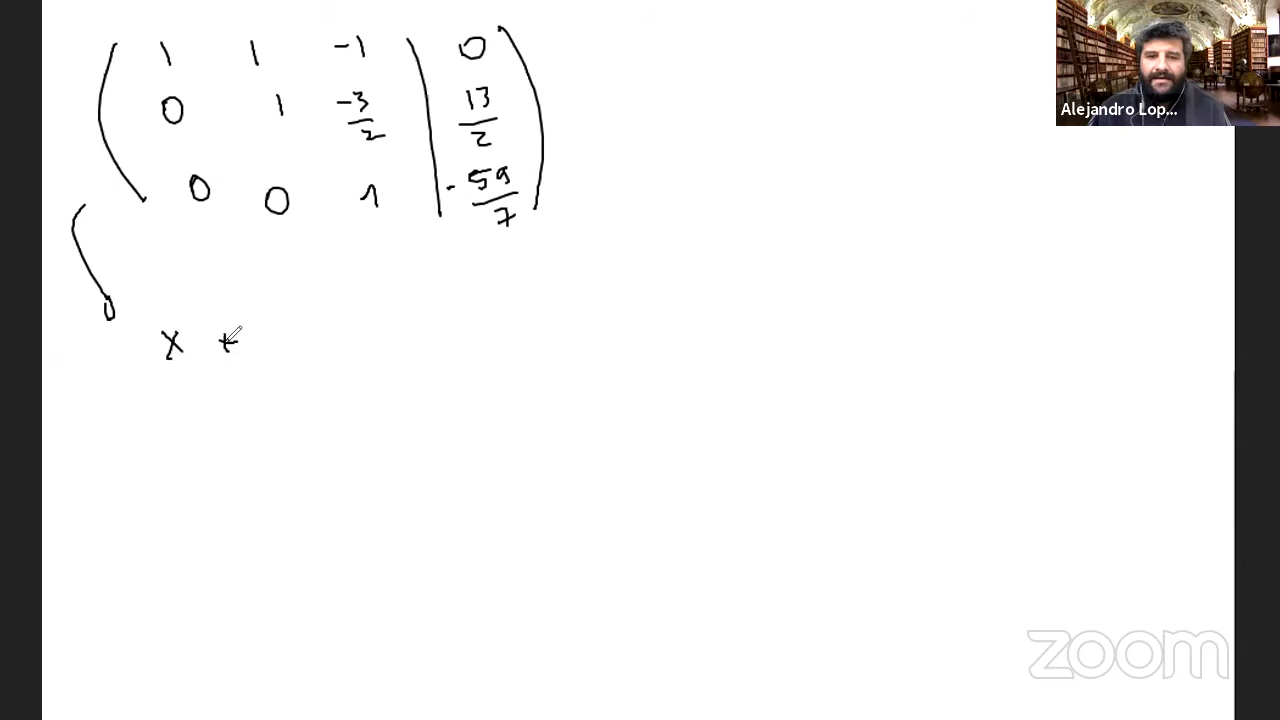 1 1 -1 | 0
0 1 -3/2 | 13/2
0 0 1 | -59/7
x +
Alejandro Lop...
zoom